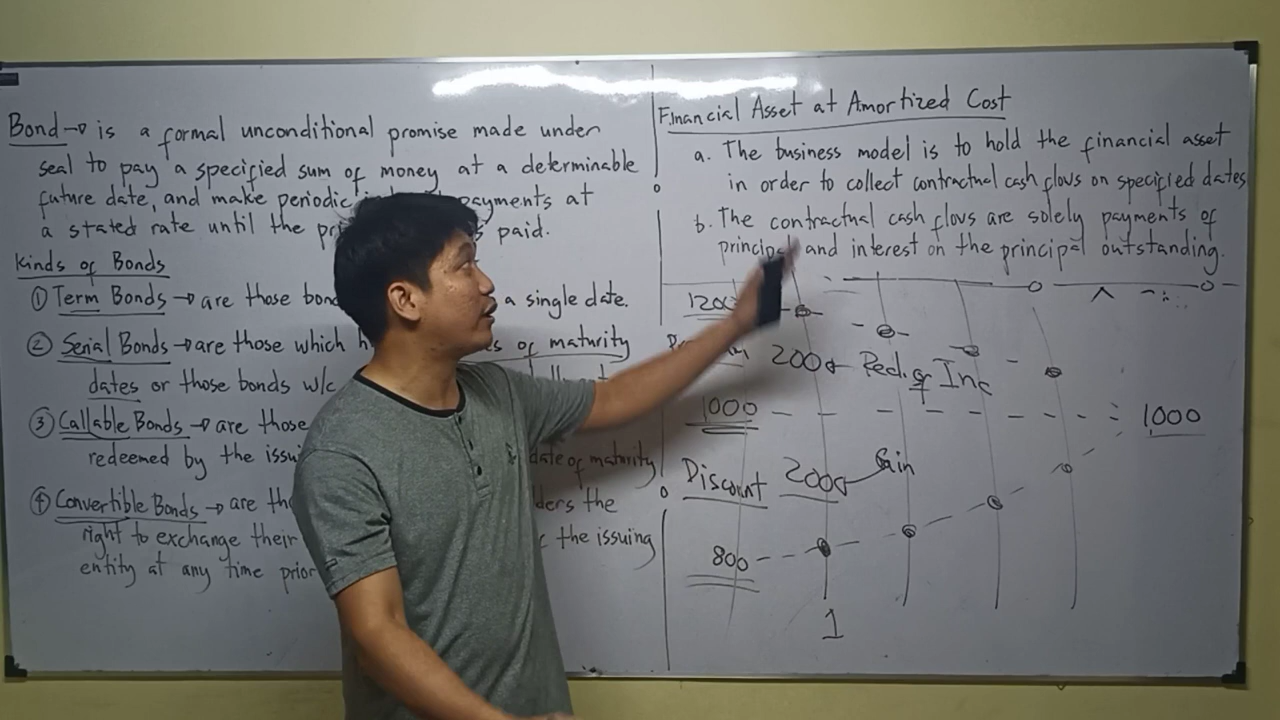 Bond → is a formal unconditional promise made under
seal to pay a specified sum of money at a determinable
future date, and make periodic payments at
a stated rate until the paid.
Kinds of Bonds
① Term Bonds → are those a single date.
② Serial Bonds → are those which of maturity
dates or those bonds w/c
③ Callable Bonds → are those
redeemed by the date of maturity
④ Convertible Bonds → are the
right to exchange their the issuing
entity at any time prior
Financial Asset at Amortized Cost
a. The business model is to hold the financial asset
in order to collect contractual cash flows on specified dates
b. The contractual cash flows are solely payments of
principal and interest on the principal outstanding.
1200
200 Red. of Inc
1000 1000
Discount 200 Gain
800
1